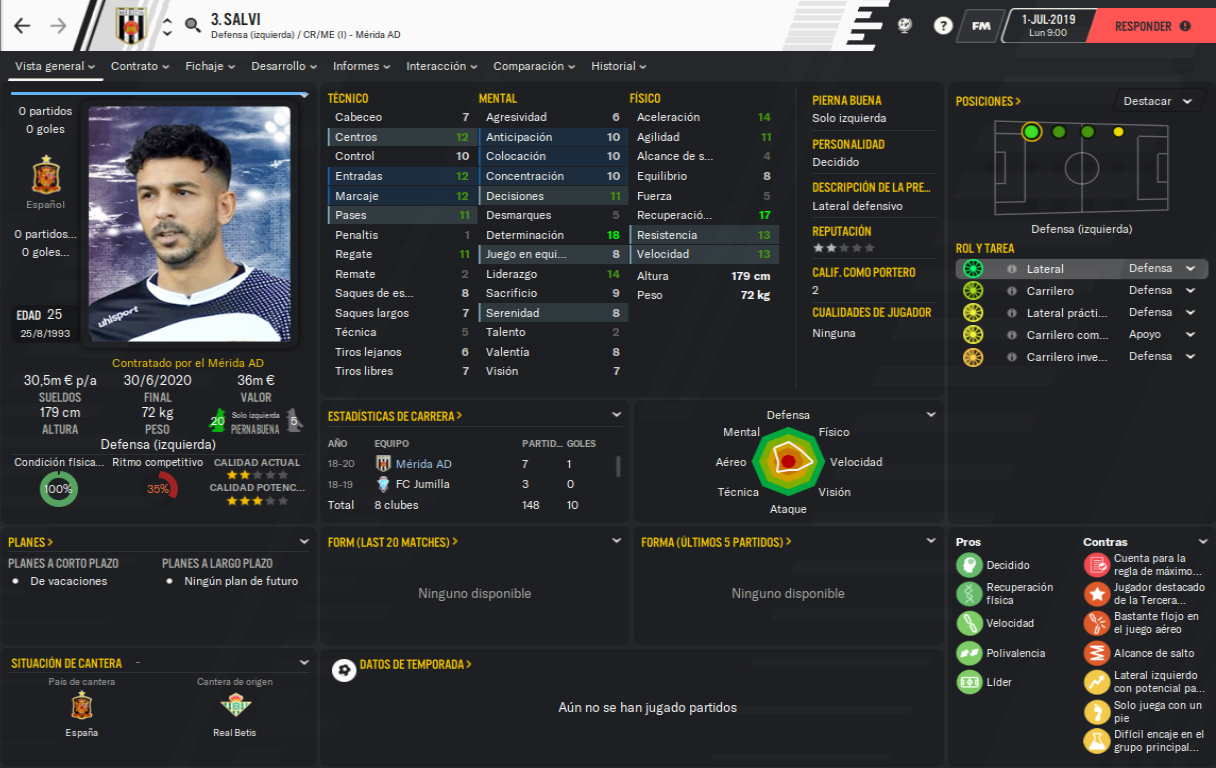 3. SALVI
Defensa (izquierda) / CR/ME (I) - Mérida AD
FM
1-JUL-2019
Lun 9:00
RESPONDER
Vista general
Contrato
Fichaje
Desarrollo
Informes
Interacción
Comparación
Historial
0 partidos
0 goles
Español
0 partidos...
0 goles...
EDAD 25
25/8/1993
uhlsport
Contratado por el Mérida AD
30,5m € p/a
SUELDOS
30/6/2020
FINAL
36m €
VALOR
179 cm
ALTURA
72 kg
PESO
20
Solo izquierda
PIERNA BUENA
5
Defensa (izquierda)
Condición física...
100%
Ritmo competitivo
35%
CALIDAD ACTUAL
CALIDAD POTENC...
TÉCNICO
Cabeceo 7
Centros 12
Control 10
Entradas 12
Marcaje 12
Pases 11
Penaltis 1
Regate 11
Remate 2
Saques de es... 8
Saques largos 7
Técnica 5
Tiros lejanos 6
Tiros libres 7
MENTAL
Agresividad 6
Anticipación 10
Colocación 10
Concentración 10
Decisiones 11
Desmarques 5
Determinación 18
Juego en equi... 8
Liderazgo 14
Sacrificio 9
Serenidad 8
Talento 2
Valentía 8
Visión 7
FÍSICO
Aceleración 14
Agilidad 11
Alcance de s... 4
Equilibrio 8
Fuerza 5
Recuperació... 17
Resistencia 13
Velocidad 13
Altura 179 cm
Peso 72 kg
PIERNA BUENA
Solo izquierda
PERSONALIDAD
Decidido
DESCRIPCIÓN DE LA PRE...
Lateral defensivo
REPUTACIÓN
CALIF. COMO PORTERO
2
CUALIDADES DE JUGADOR
Ninguna
POSICIONES >
Destacar
Defensa (izquierda)
ROL Y TAREA
Lateral Defensa
Carrilero Defensa
Lateral prácti... Defensa
Carrilero com... Apoyo
Carrilero inve... Defensa
ESTADÍSTICAS DE CARRERA >
AÑO EQUIPO PARTID... GOLES
18-20 Mérida AD 7 1
18-19 FC Jumilla 3 0
Total 8 clubes 148 10
Defensa
Mental
Físico
Aéreo
Velocidad
Técnica
Visión
Ataque
PLANES >
PLANES A CORTO PLAZO
De vacaciones
PLANES A LARGO PLAZO
Ningún plan de futuro
FORM (LAST 20 MATCHES) >
Ninguno disponible
FORMA (ÚLTIMOS 5 PARTIDOS) >
Ninguno disponible
Pros
Decidido
Recuperación
física
Velocidad
Polivalencia
Líder
Contras
Cuenta para la
regla de máximo...
Jugador destacado
de la Tercera...
Bastante flojo en
el juego aéreo
Alcance de salto
Lateral izquierdo
con potencial pa...
Solo juega con un
pie
Difícil encaje en el
grupo principal...
SITUACIÓN DE CANTERA -
País de cantera
España
Cantera de origen
Real Betis
DATOS DE TEMPORADA >
Aún no se han jugado partidos